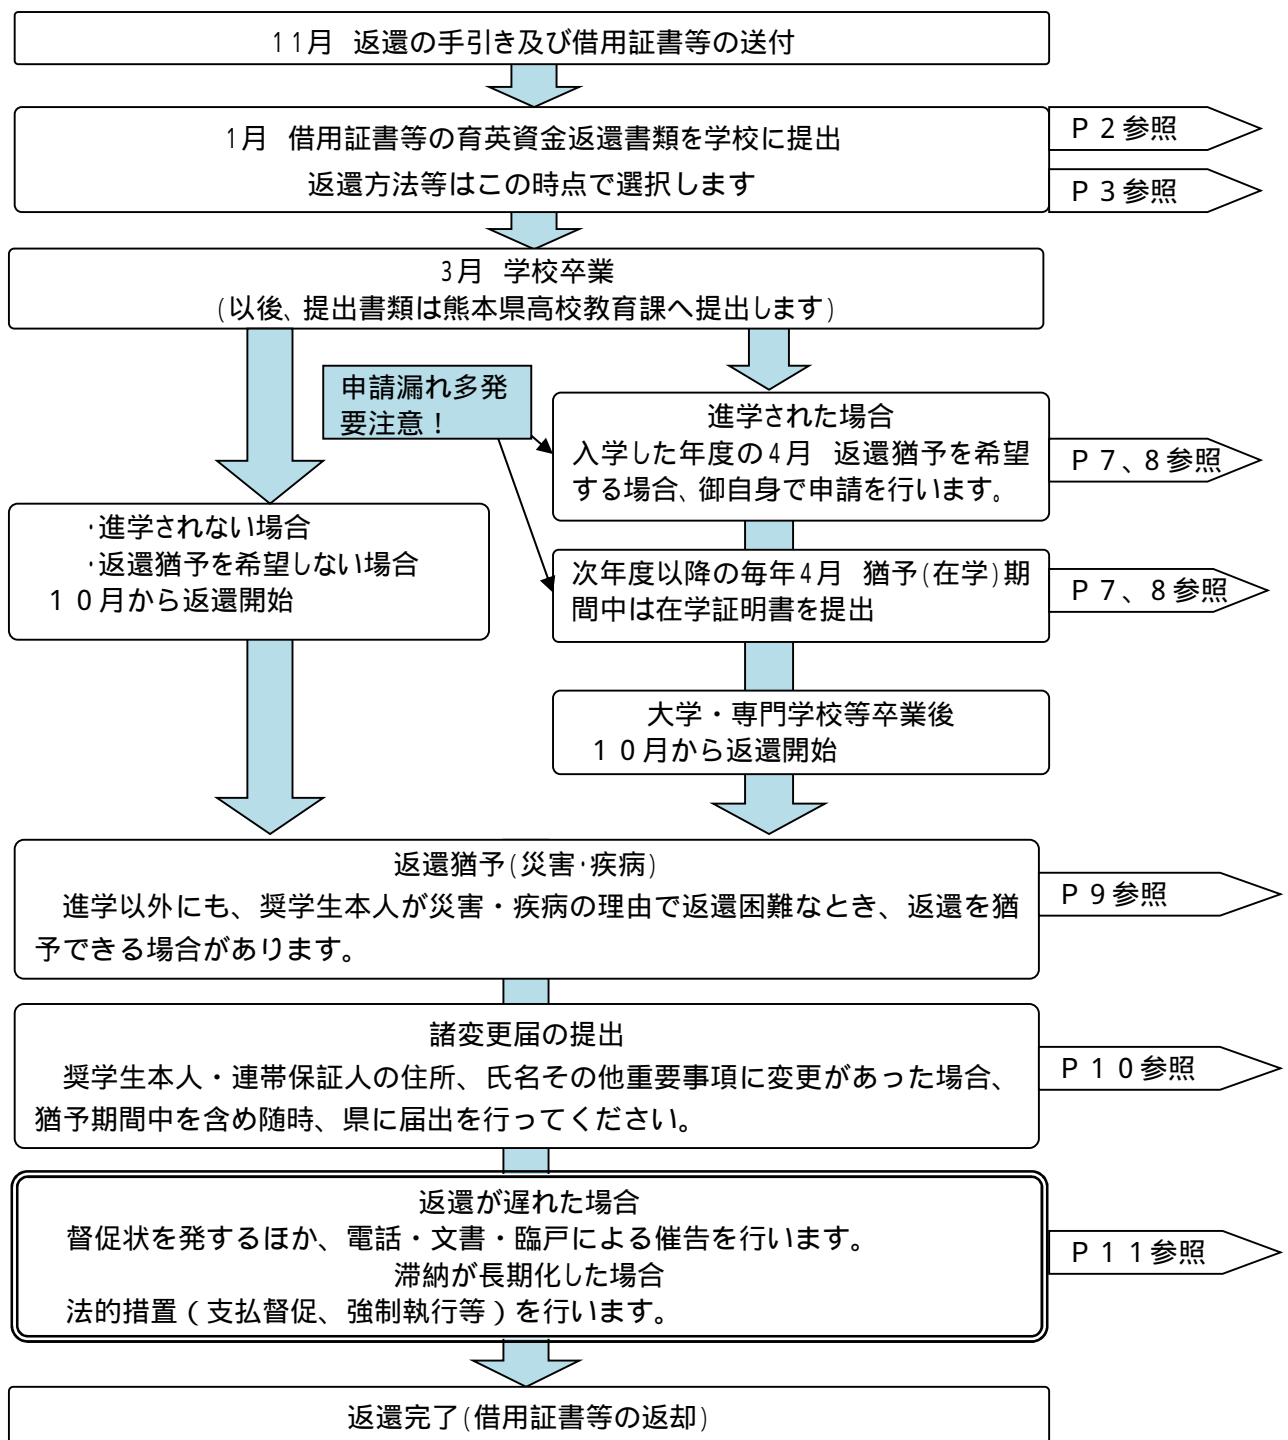 11月 返還の手引き及び借用証書等の送付
1月 借用証書等の育英資金返還書類を学校に提出
返還方法等はこの時点で選択します
P2参照
P3参照
3月 学校卒業
(以後、提出書類は熊本県高校教育課へ提出します)
申請漏れ多発
要注意！
進学された場合
入学した年度の4月 返還猶予を希望
する場合、御自身で申請を行います。
P7、8参照
・進学されない場合
・返還猶予を希望しない場合
10月から返還開始
次年度以降の毎年4月 猶予(在学)期
間中は在学証明書を提出
P7、8参照
大学・専門学校等卒業後
10月から返還開始
返還猶予(災害・疾病)
進学以外にも、奨学生本人が災害・疾病の理由で返還困難なとき、返還を猶
予できる場合があります。
P9参照
諸変更届の提出
奨学生本人・連帯保証人の住所、氏名その他重要事項に変更があった場合、
猶予期間中を含め随時、県に届出を行ってください。
P10参照
返還が遅れた場合
督促状を発するほか、電話・文書・臨戸による催告を行います。
滞納が長期化した場合
法的措置（支払督促、強制執行等）を行います。
P11参照
返還完了(借用証書等の返却)